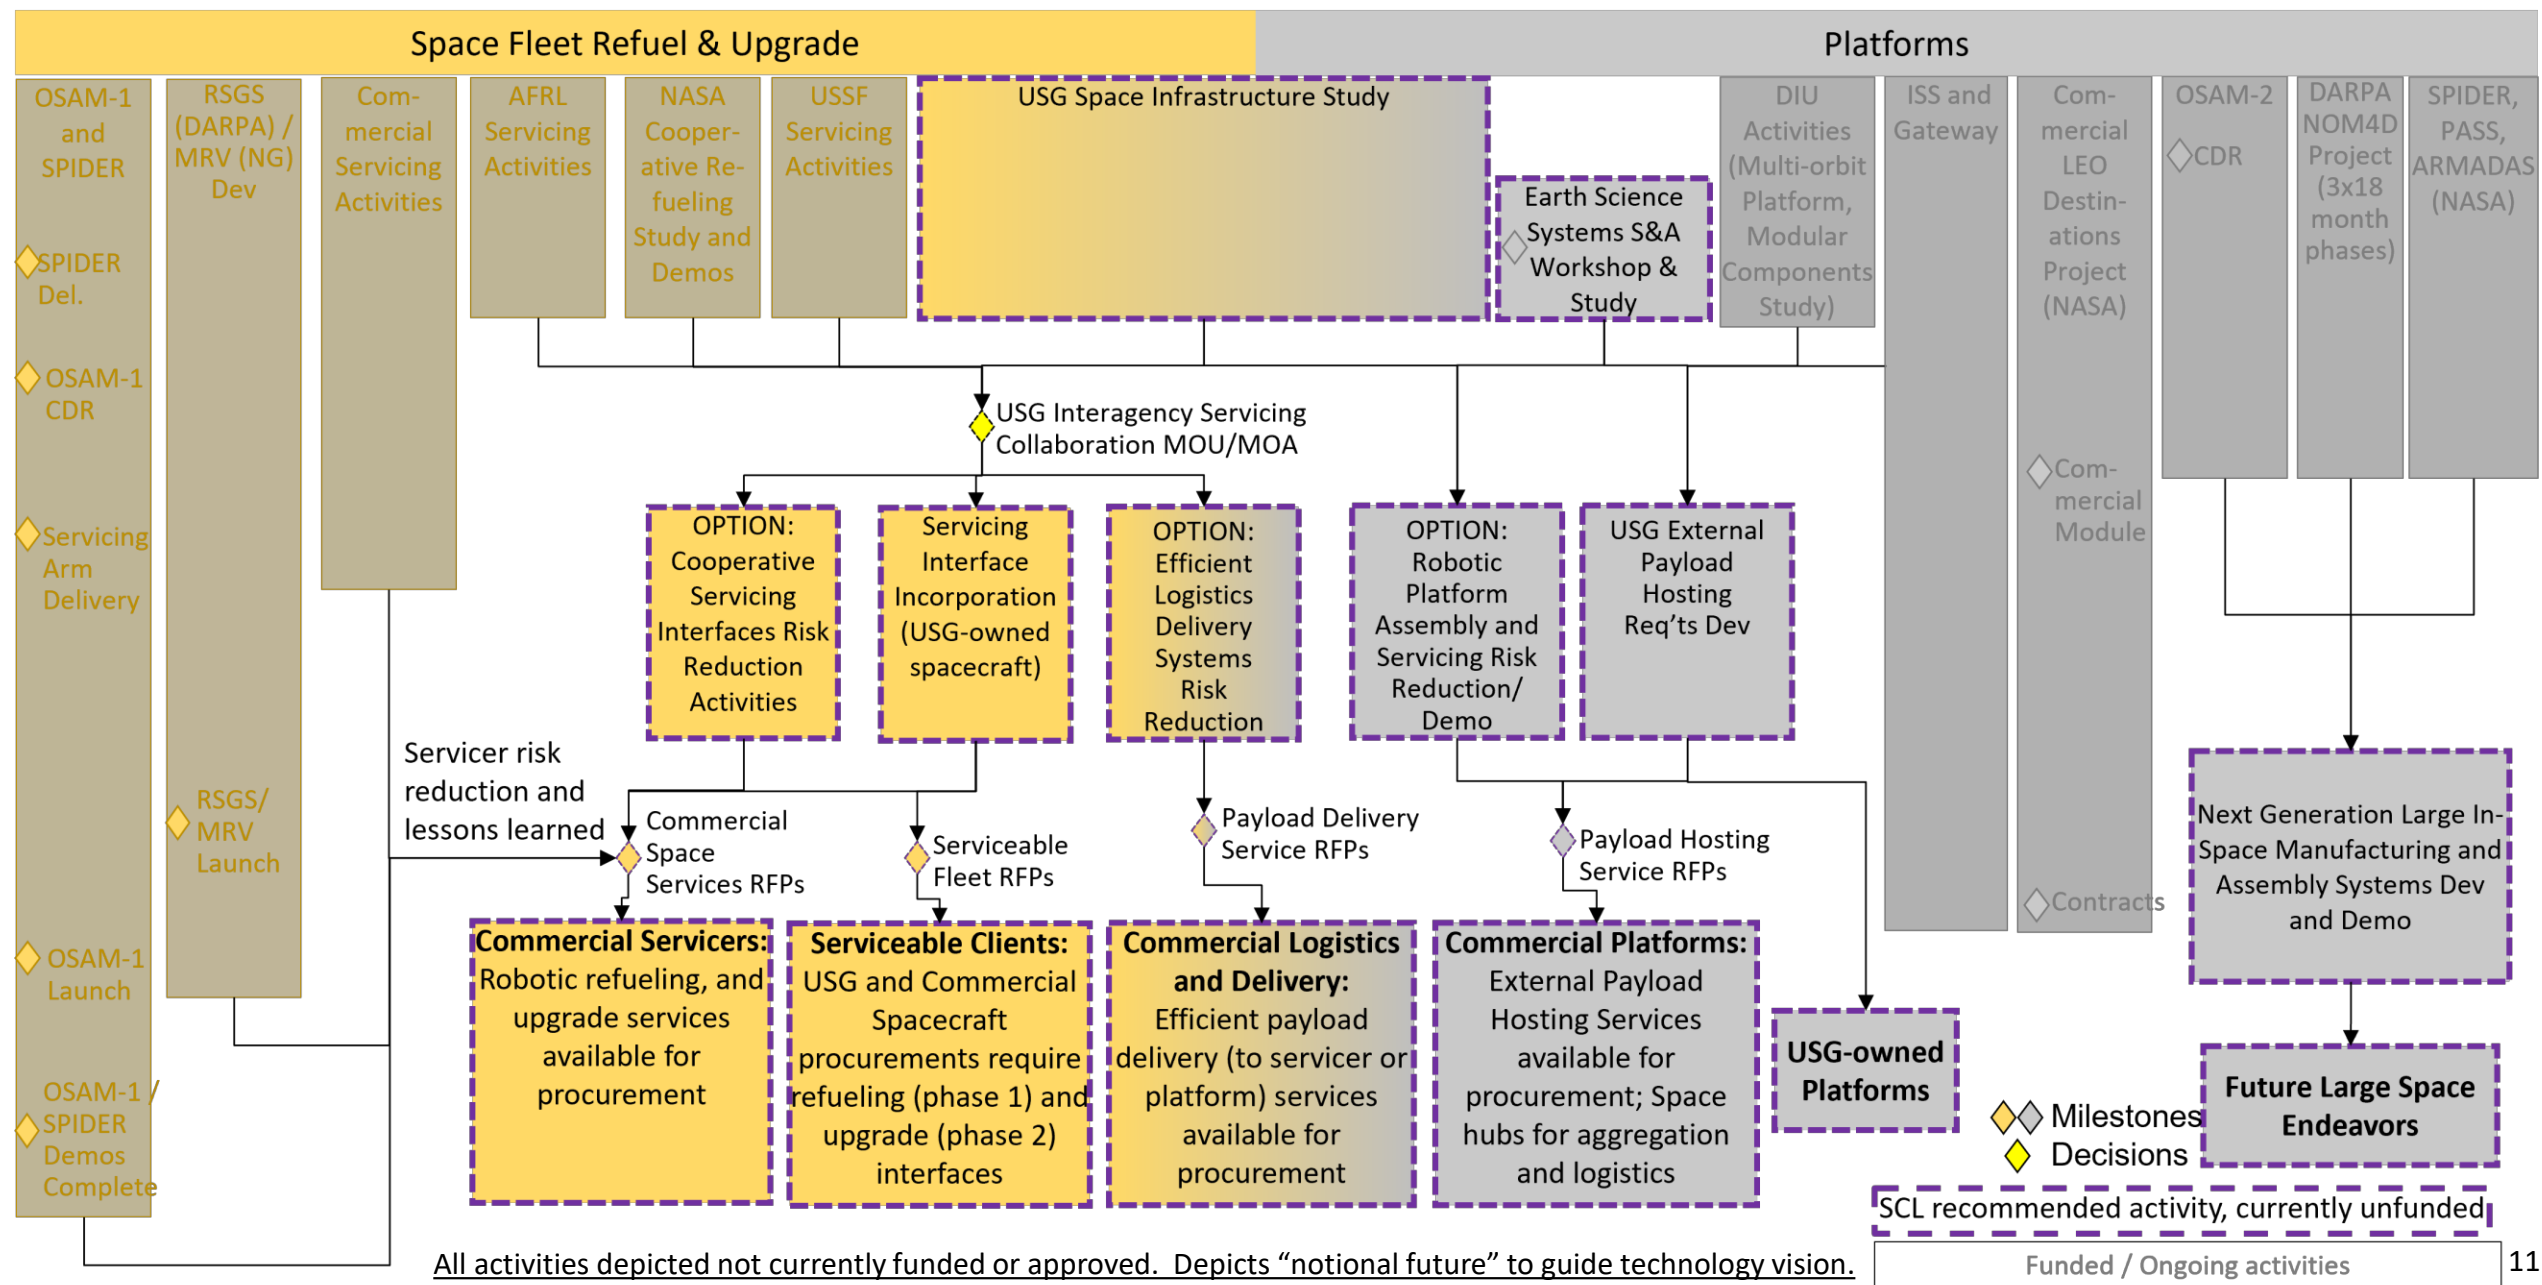 Space Fleet Refuel & Upgrade
Platforms
OSAM-1
and
SPIDER
SPIDER
Del.
OSAM-1
CDR
Servicing
Arm
Delivery
OSAM-1
Launch
OSAM-1 /
SPIDER
Demos
Complete
RSGS
(DARPA) /
MRV (NG)
Dev
RSGS/
MRV
Launch
Com-
mercial
Servicing
Activities
AFRL
Servicing
Activities
NASA
Cooper-
ative Re-
fueling
Study and
Demos
USSF
Servicing
Activities
USG Space Infrastructure Study
Earth Science
Systems S&A
Workshop &
Study
DIU
Activities
(Multi-orbit
Platform,
Modular
Components
Study)
ISS and
Gateway
Com-
mercial
LEO
Destin-
ations
Project
(NASA)
Com-
mercial
Module
Contracts
OSAM-2
CDR
DARPA
NOM4D
Project
(3x18
month
phases)
SPIDER,
PASS,
ARMADAS
(NASA)
USG Interagency Servicing
Collaboration MOU/MOA
OPTION:
Cooperative
Servicing
Interfaces Risk
Reduction
Activities
Servicing
Interface
Incorporation
(USG-owned
spacecraft)
OPTION:
Efficient
Logistics
Delivery
Systems
Risk
Reduction
OPTION:
Robotic
Platform
Assembly and
Servicing Risk
Reduction/
Demo
USG External
Payload
Hosting
Req'ts Dev
Servicer risk
reduction and
lessons learned
Commercial
Space
Services RFPs
Serviceable
Fleet RFPs
Payload Delivery
Service RFPs
Payload Hosting
Service RFPs
Next Generation Large In-
Space Manufacturing and
Assembly Systems Dev
and Demo
Commercial Servicers:
Robotic refueling, and
upgrade services
available for
procurement
Serviceable Clients:
USG and Commercial
Spacecraft
procurements require
refueling (phase 1) and
upgrade (phase 2)
interfaces
Commercial Logistics
and Delivery:
Efficient payload
delivery (to servicer or
platform) services
available for
procurement
Commercial Platforms:
External Payload
Hosting Services
available for
procurement; Space
hubs for aggregation
and logistics
USG-owned
Platforms
Future Large Space
Endeavors
Milestones
Decisions
SCL recommended activity, currently unfunded
Funded / Ongoing activities
All activities depicted not currently funded or approved.  Depicts “notional future” to guide technology vision.
11